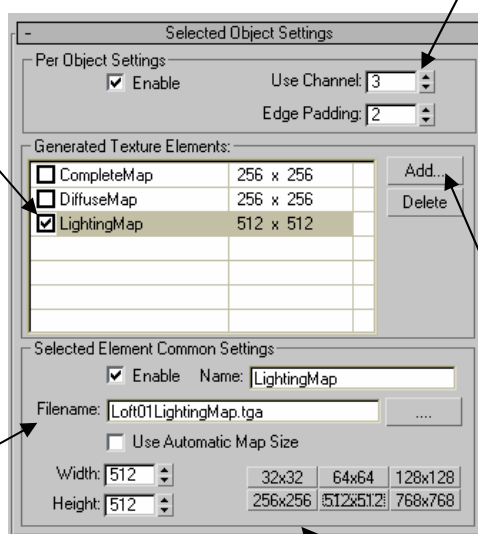 - Selected Object Settings
Per Object Settings
Enable Use Channel: 3
Edge Padding: 2
Generated Texture Elements:
CompleteMap 256 x 256 Add...
DiffuseMap 256 x 256 Delete
LightingMap 512 x 512
Selected Element Common Settings
Enable Name: LightingMap
Filename: Loft01LightingMap.tga ....
Use Automatic Map Size
Width: 512 32x32 64x64 128x128
Height: 512 256x256 512x512 768x768